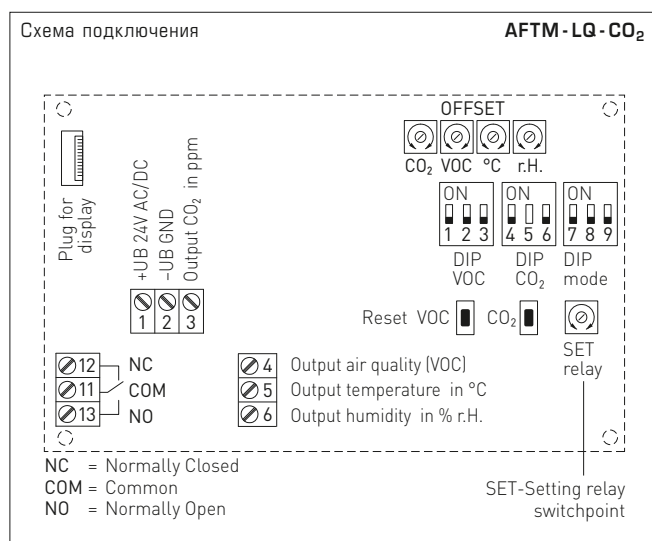 Схема подключения AFTM-LQ-CO₂
OFFSET
CO₂ VOC °C r.H.
Plug for
display
+UB 24V AC/DC
-UB GND
Output CO₂ in ppm
ON ON ON
1 2 3 4 5 6 7 8 9
DIP VOC
DIP CO₂
DIP mode
1 2 3
Reset VOC CO₂
SET
relay
12 NC
11 COM
13 NO
4 Output air quality (VOC)
5 Output temperature in °C
6 Output humidity in % r.H.
NC = Normally Closed
COM = Common
NO = Normally Open
SET-Setting relay
switchpoint